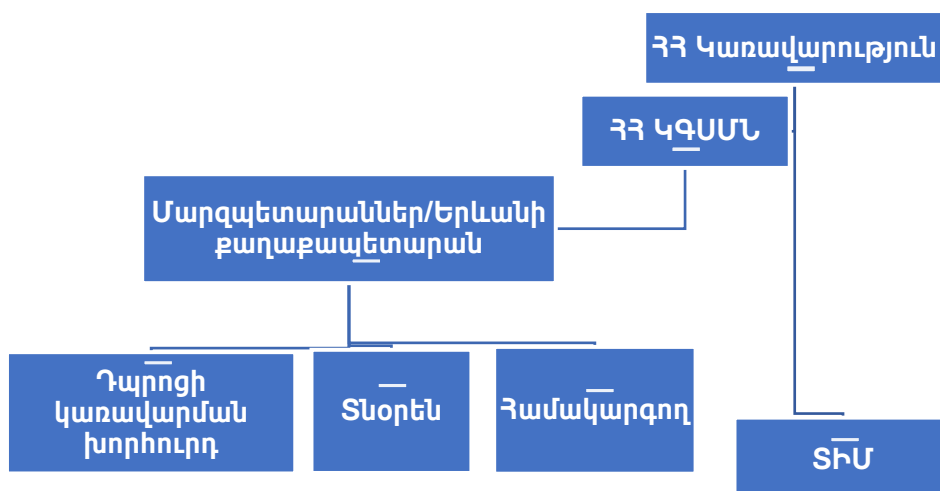 ՀՀ Կառավարություն
ՀՀ ԿԳՍՄՆ
Մարզպետարաններ/Երևանի
քաղաքապետարան
Դպրոցի
կառավարման
խորհուրդ
Տնօրեն
Համակարգող
ՏԻՄ